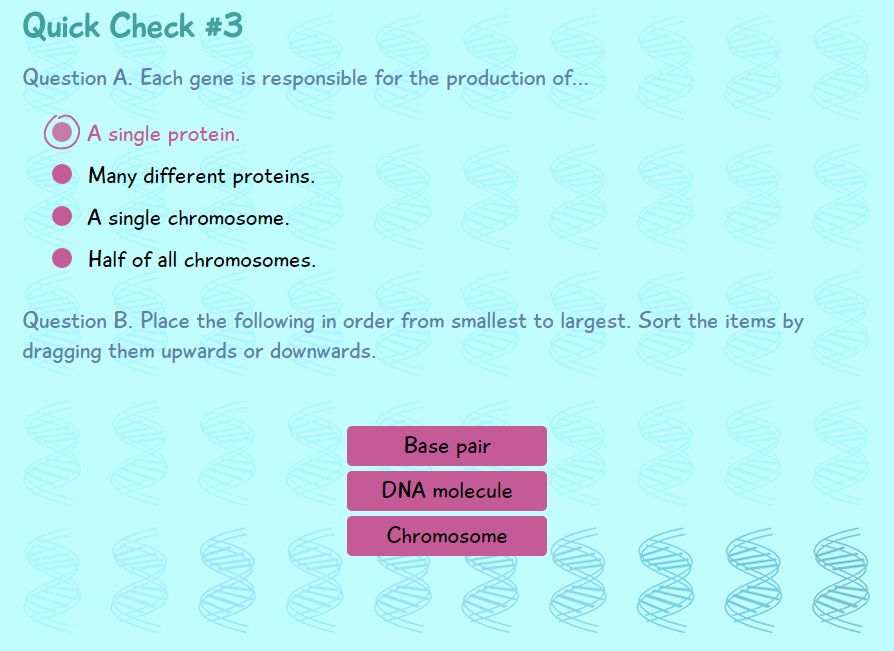 Quick Check #3
Question A. Each gene is responsible for the production of...
A single protein.
Many different proteins.
A single chromosome.
Half of all chromosomes.
Question B. Place the following in order from smallest to largest. Sort the items by
dragging them upwards or downwards.
Base pair
DNA molecule
Chromosome